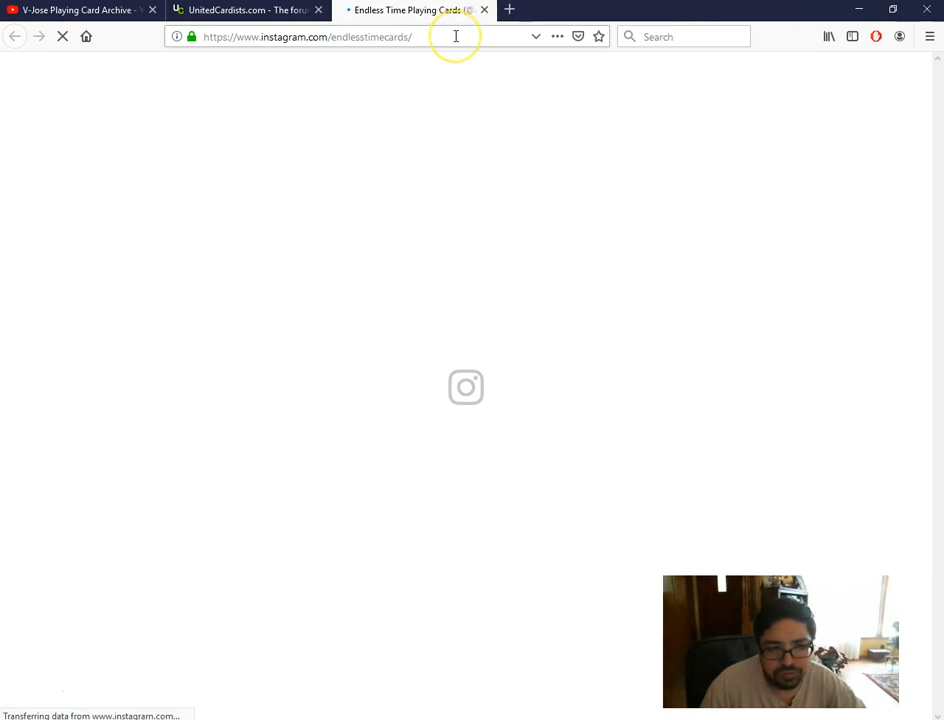 V-Jose Playing Card Archive - Y
UnitedCardists.com - The foru
Endless Time Playing Cards (@
https://www.instagram.com/endlesstimecards/
Search
Transferring data from www.instagram.com...